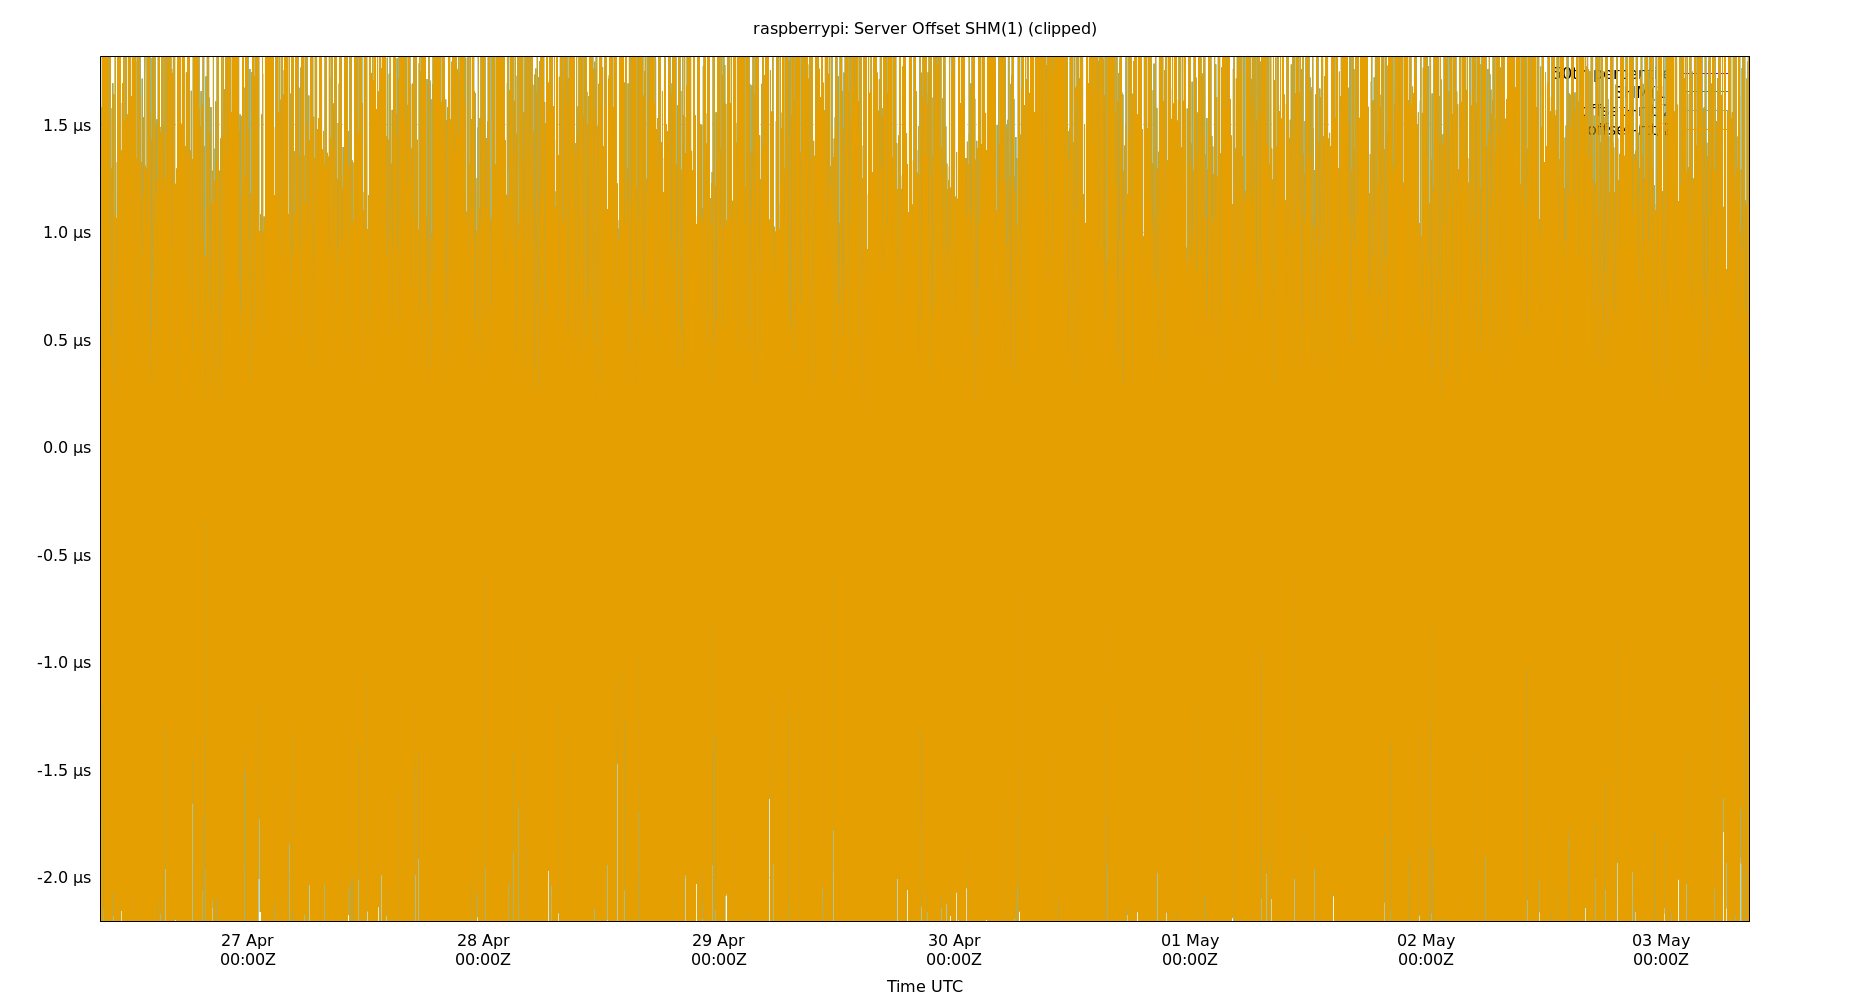 raspberrypi: Server Offset SHM(1) (clipped)
1.5 µs
1.0 µs
0.5 µs
0.0 µs
-0.5 µs
-1.0 µs
-1.5 µs
-2.0 µs
27 Apr
00:00Z
28 Apr
00:00Z
29 Apr
00:00Z
30 Apr
00:00Z
01 May
00:00Z
02 May
00:00Z
03 May
00:00Z
Time UTC